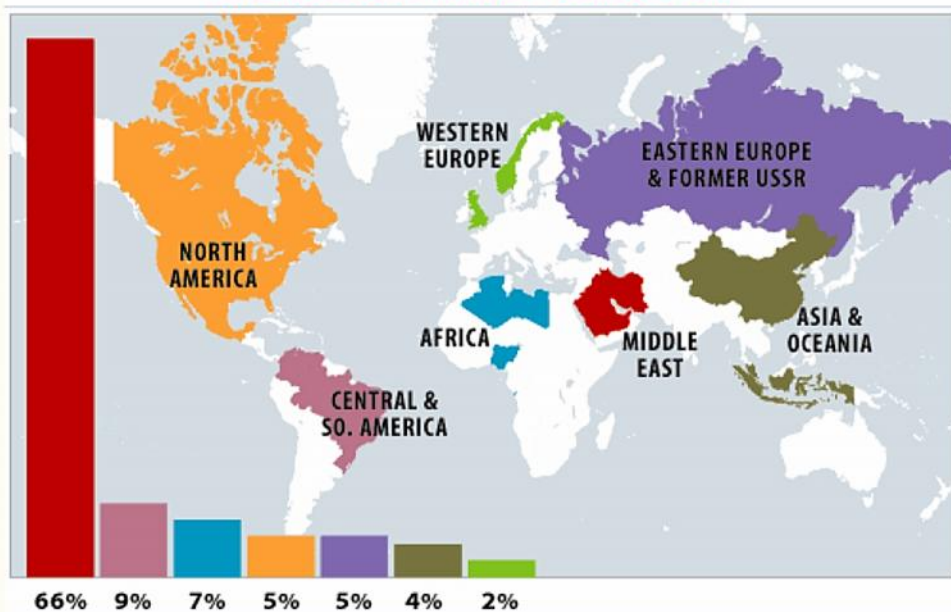 WESTERN
EUROPE
EASTERN EUROPE
& FORMER USSR
NORTH
AMERICA
AFRICA
MIDDLE
EAST
ASIA &
OCEANIA
CENTRAL &
SO. AMERICA
66% 9% 7% 5% 5% 4% 2%